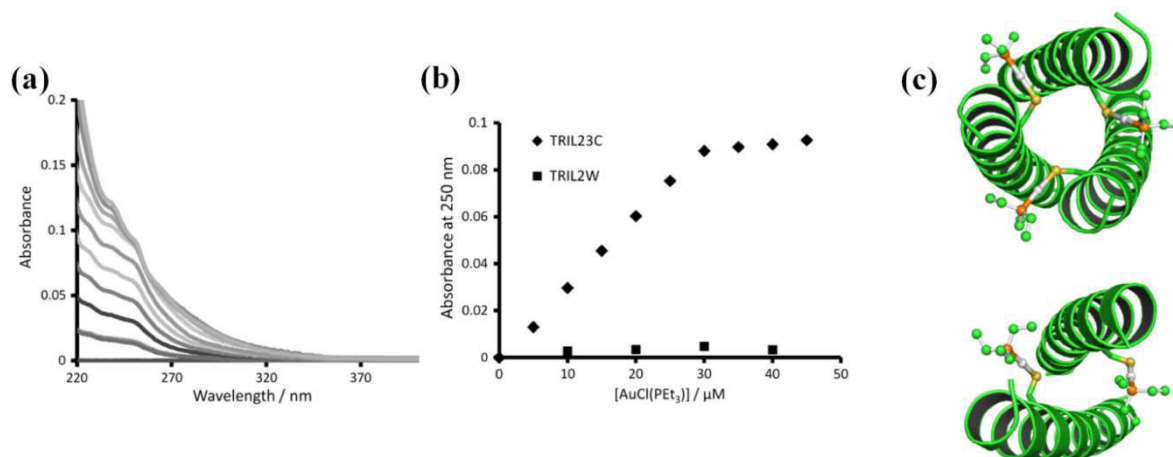 (a)
0.2
0.15
0.1
0.05
0
Absorbance
220
270
320
370
Wavelength / nm
(b)
0.1
0.08
0.06
0.04
0.02
0
Absorbance at 250 nm
TRIL23C
TRIL2W
0
10
20
30
40
50
[AuCl(PEt₃)] / μM
(c)